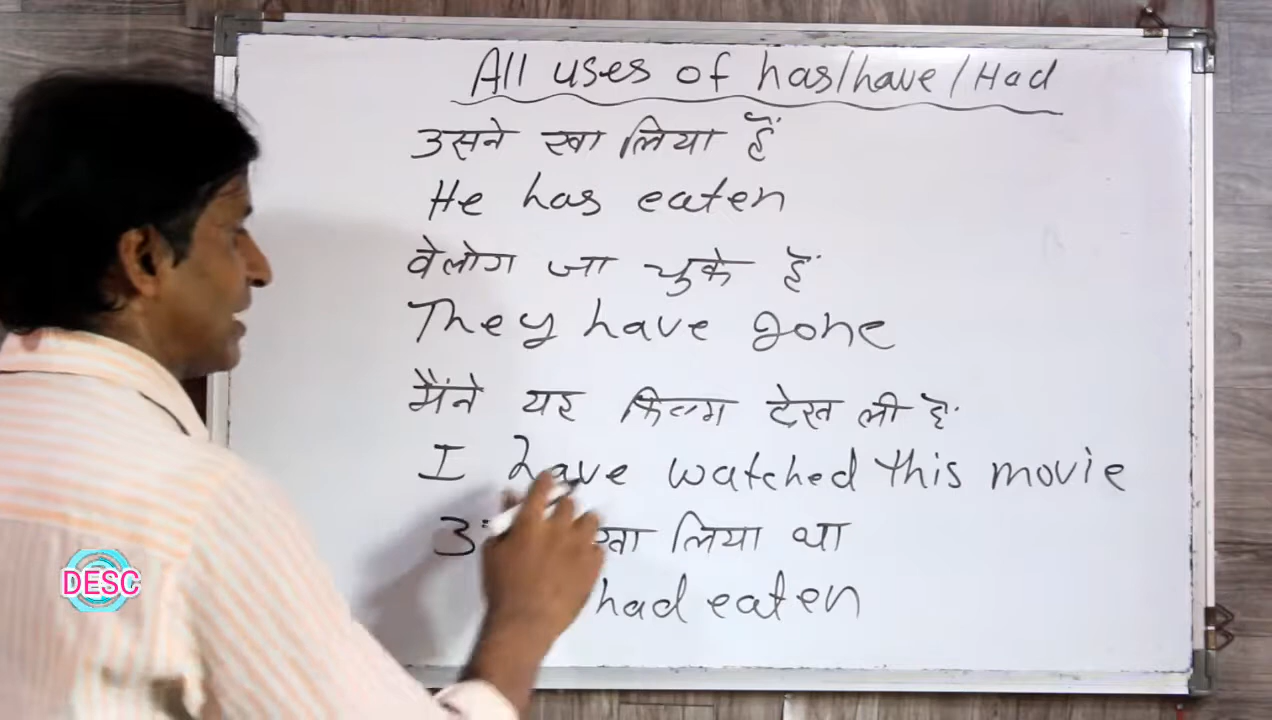 All uses of has/have/Had
उसने खा लिया हैं
He has eaten
वेलोग जा चुके हैं
They have gone
मैंने यह फिल्म देख ली है
I have watched this movie
लिया था
had eaten
DESC